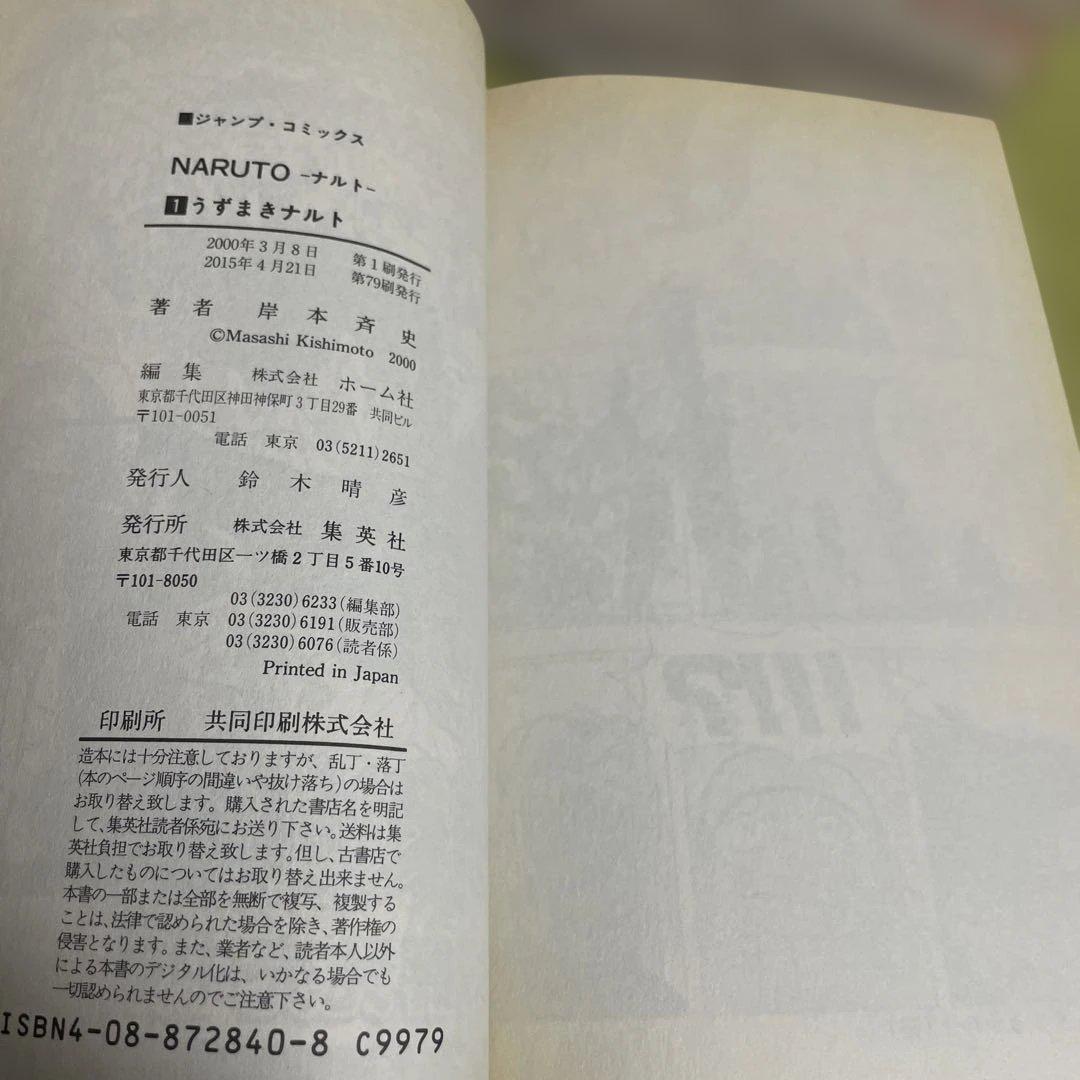 ■ジャンプ・コミックス
NARUTO -ナルト-
1 うずまきナルト
2000年3月8日 第1刷発行
2015年4月21日 第79刷発行
著者 岸本斉史
©Masashi Kishimoto 2000
編集 株式会社 ホーム社
東京都千代田区神田神保町3丁目29番 共同ビル
〒101-0051
電話 東京 03(5211)2651
発行人 鈴木晴彦
発行所 株式会社 集英社
東京都千代田区一ツ橋2丁目5番10号
〒101-8050
03(3230)6233(編集部)
電話 東京 03(3230)6191(販売部)
03(3230)6076(読者係)
Printed in Japan
印刷所 共同印刷株式会社
造本には十分注意しておりますが、乱丁・落丁
(本のページ順序の間違いや抜け落ち)の場合は
お取り替え致します。購入された書店名を明記
して、集英社読者係宛にお送り下さい。送料は集
英社負担でお取り替え致します。但し、古書店で
購入したものについてはお取り替え出来ません。
本書の一部または全部を無断で複写、複製する
ことは、法律で認められた場合を除き、著作権の
侵害となります。また、業者など、読者本人以外
による本書のデジタル化は、いかなる場合でも
一切認められませんのでご注意下さい。
ISBN4-08-872840-8 C9979